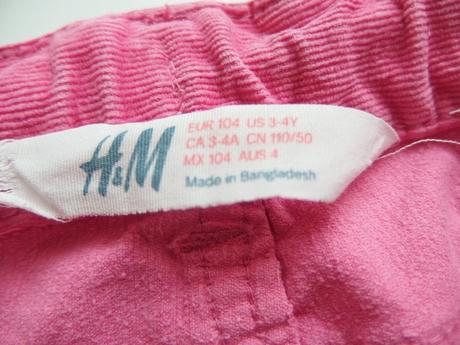 H&M
EUR 104 US 3-4Y
CA 3-4A CN 110/50
MX 104 AUS 4
Made in Bangladesh